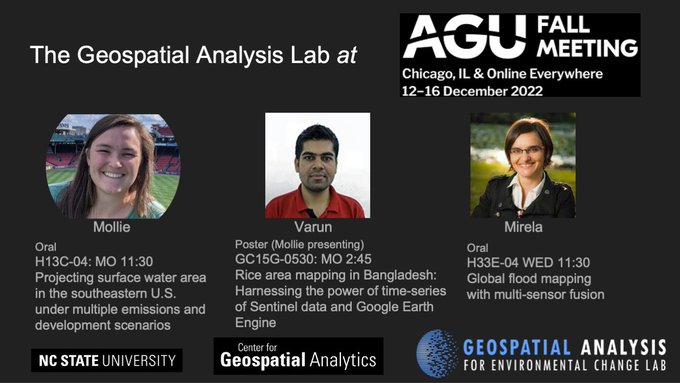 The Geospatial Analysis Lab at
AGU FALL MEETING
Chicago, IL & Online Everywhere
12–16 December 2022
Mollie
Oral
H13C-04: MO 11:30
Projecting surface water area
in the southeastern U.S.
under multiple emissions and
development scenarios
Varun
Poster (Mollie presenting)
GC15G-0530: MO 2:45
Rice area mapping in Bangladesh:
Harnessing the power of time-series
of Sentinel data and Google Earth
Engine
Mirela
Oral
H33E-04 WED 11:30
Global flood mapping
with multi-sensor fusion
NC STATE UNIVERSITY
Center for
Geospatial Analytics
GEOSPATIAL ANALYSIS
FOR ENVIRONMENTAL CHANGE LAB